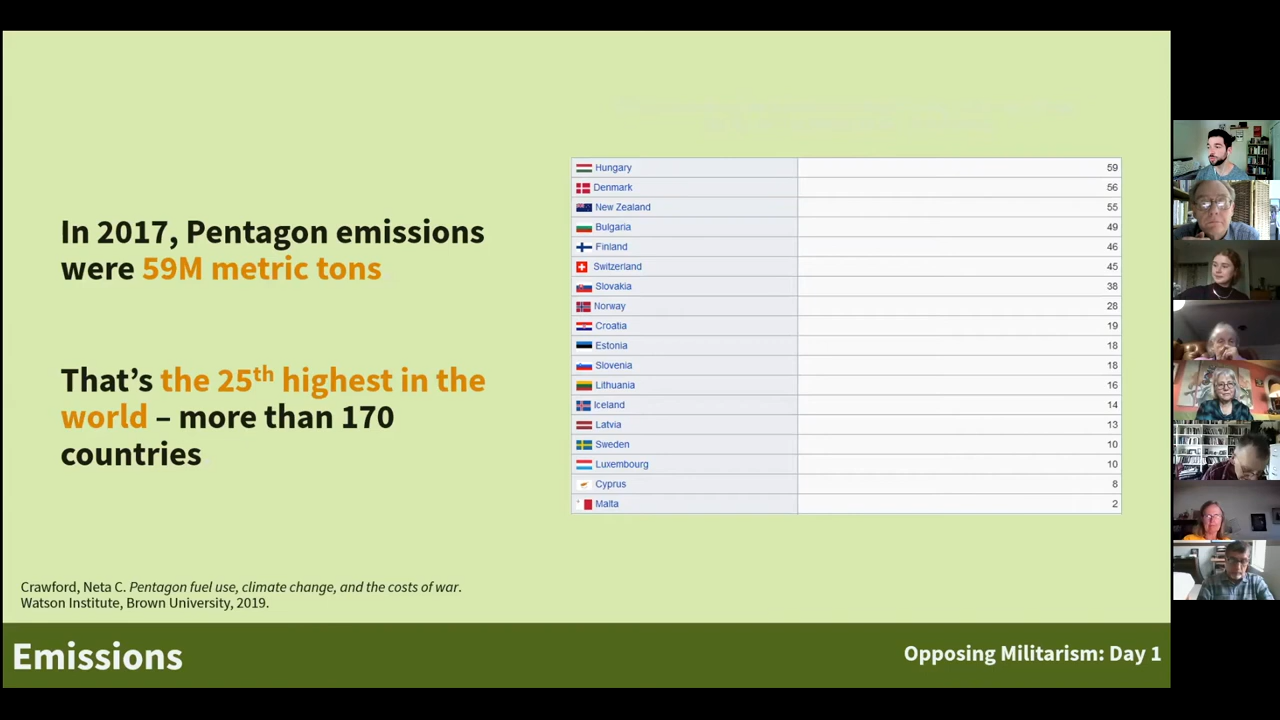 In 2017, Pentagon emissions
were 59M metric tons
That’s the 25th highest in the
world – more than 170
countries
Hungary 59
Denmark 56
New Zealand 55
Bulgaria 49
Finland 46
Switzerland 45
Slovakia 38
Norway 28
Croatia 19
Estonia 18
Slovenia 18
Lithuania 16
Iceland 14
Latvia 13
Sweden 10
Luxembourg 10
Cyprus 8
Malta 2
Crawford, Neta C. Pentagon fuel use, climate change, and the costs of war.
Watson Institute, Brown University, 2019.
Emissions
Opposing Militarism: Day 1